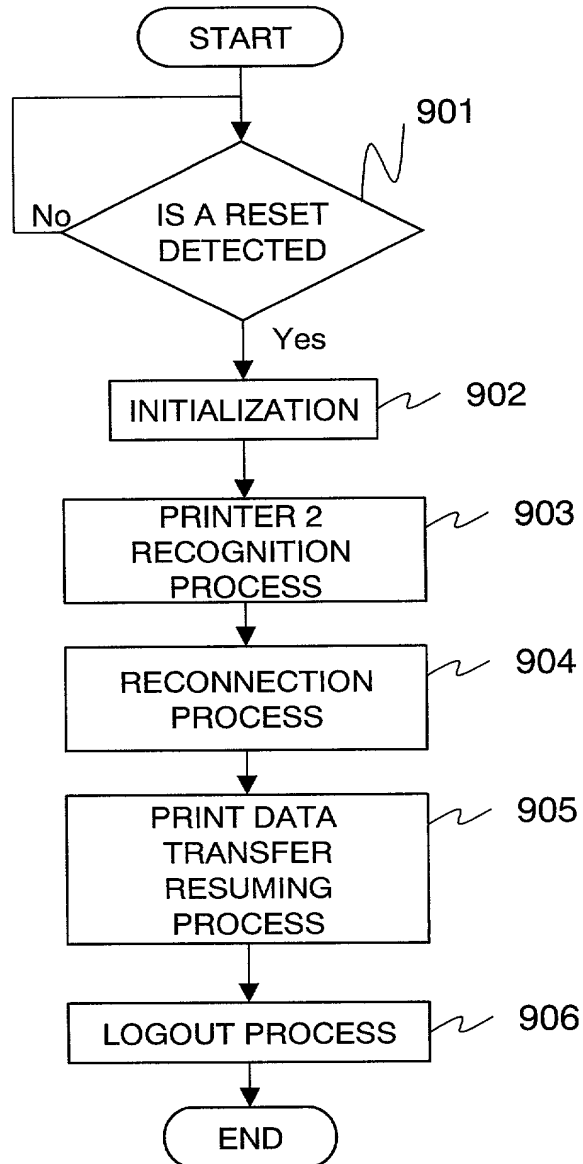 START
901
IS A RESET
DETECTED
No
Yes
INITIALIZATION
902
PRINTER 2
RECOGNITION
PROCESS
903
RECONNECTION
PROCESS
904
PRINT DATA
TRANSFER
RESUMING
PROCESS
905
LOGOUT PROCESS
906
END